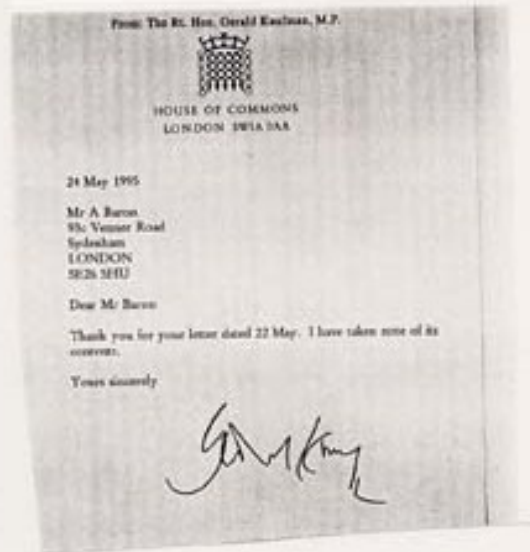 From: The Rt. Hon. Gerald Kaufman, M.P.
HOUSE OF COMMONS
LONDON SW1A 0AA
24 May 1995
Mr A Baron
Venner Road
Sydenham
LONDON
SE26 5HU
Dear Mr Baron
Thank you for your letter dated 22 May. I have taken note of its
contents.
Yours sincerely